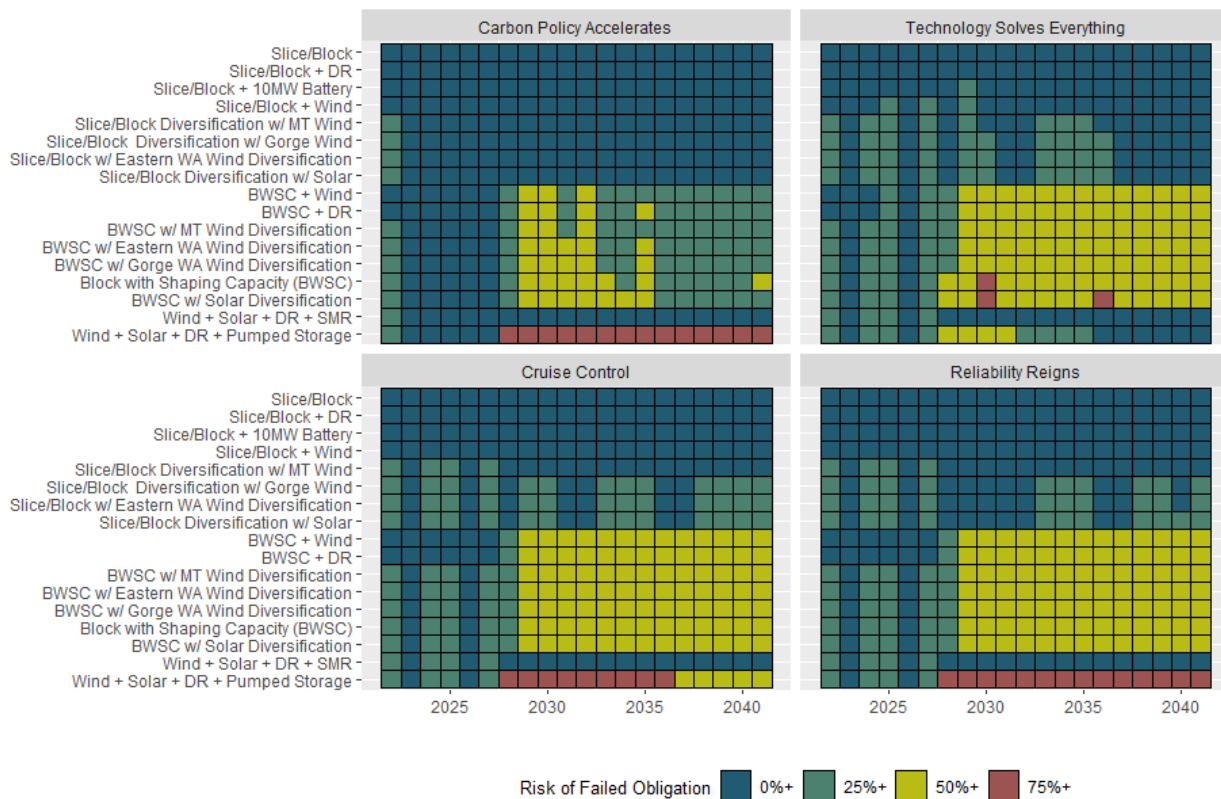 Carbon Policy Accelerates
Technology Solves Everything
Slice/Block
Slice/Block + DR
Slice/Block + 10MW Battery
Slice/Block + Wind
Slice/Block Diversification w/ MT Wind
Slice/Block  Diversification w/ Gorge Wind
Slice/Block w/ Eastern WA Wind Diversification
Slice/Block Diversification w/ Solar
BWSC + Wind
BWSC + DR
BWSC w/ MT Wind Diversification
BWSC w/ Eastern WA Wind Diversification
BWSC w/ Gorge WA Wind Diversification
Block with Shaping Capacity (BWSC)
BWSC w/ Solar Diversification
Wind + Solar + DR + SMR
Wind + Solar + DR + Pumped Storage
Cruise Control
Reliability Reigns
Slice/Block
Slice/Block + DR
Slice/Block + 10MW Battery
Slice/Block + Wind
Slice/Block Diversification w/ MT Wind
Slice/Block  Diversification w/ Gorge Wind
Slice/Block w/ Eastern WA Wind Diversification
Slice/Block Diversification w/ Solar
BWSC + Wind
BWSC + DR
BWSC w/ MT Wind Diversification
BWSC w/ Eastern WA Wind Diversification
BWSC w/ Gorge WA Wind Diversification
Block with Shaping Capacity (BWSC)
BWSC w/ Solar Diversification
Wind + Solar + DR + SMR
Wind + Solar + DR + Pumped Storage
2025 2030 2035 2040 2025 2030 2035 2040
Risk of Failed Obligation 0%+ 25%+ 50%+ 75%+